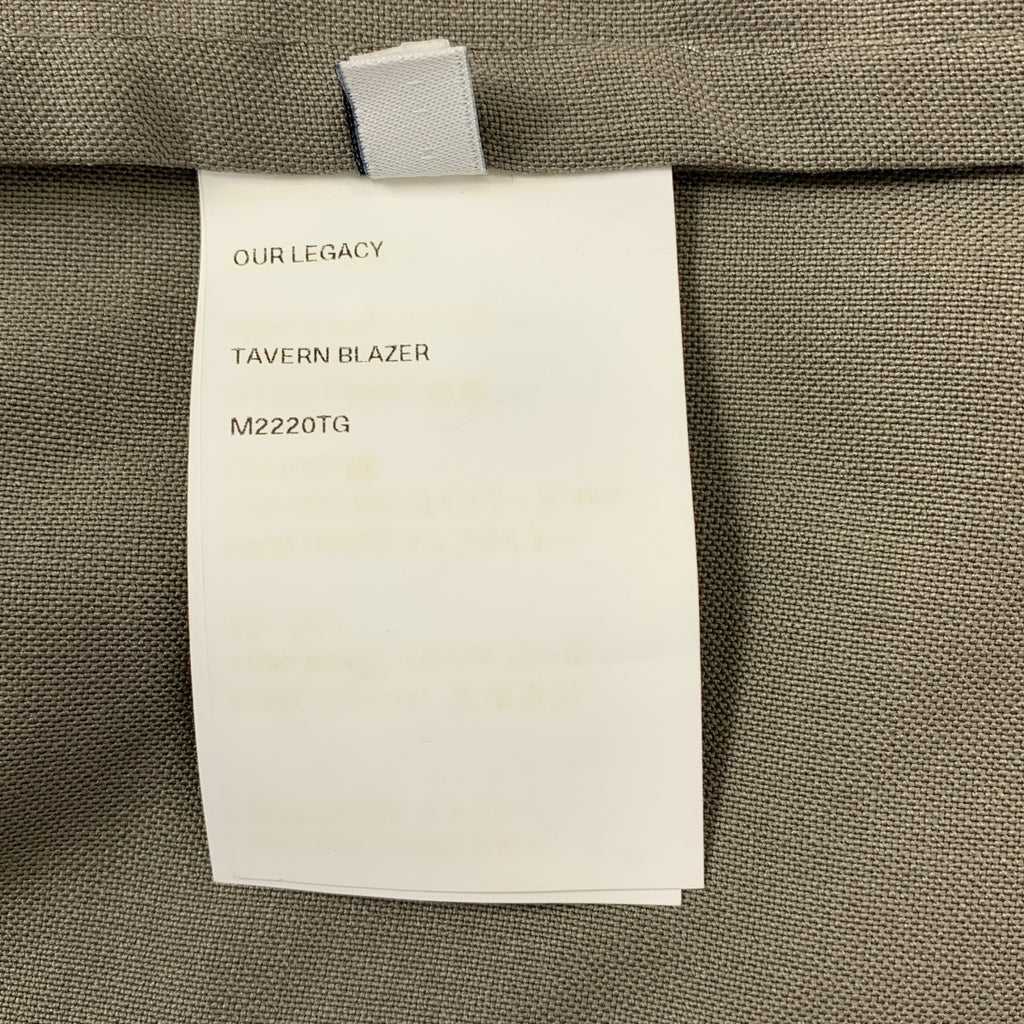 OUR LEGACY
TAVERN BLAZER
M2220TG